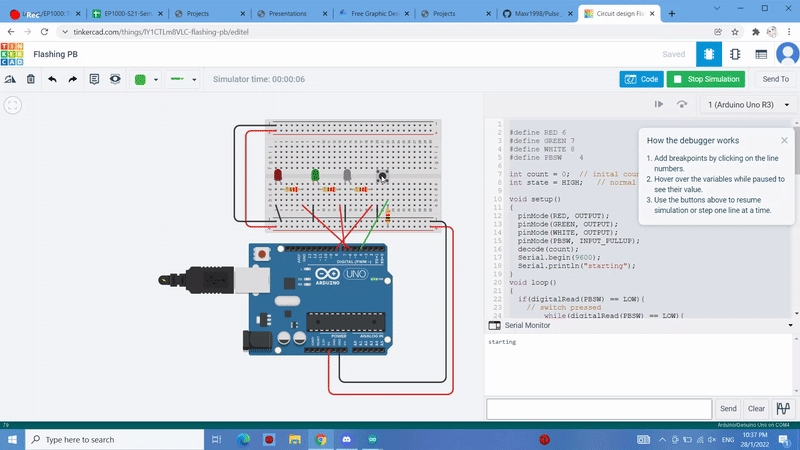 Rec
EP1000-S21-Sem
Projects
Presentations
Free Graphic Des
Projects
Maxr1998/Pulse_
Circuit design Fla
tinkercad.com/things/lY1CTLm8VLC-flashing-pb/editel
TIN
KER
CAD
Flashing PB
Saved
Simulator time: 00:00:06
Code
Stop Simulation
Send To
1 (Arduino Uno R3)
1
2 #define RED 6
3 #define GREEN 7
4 #define WHITE 8
5 #define PBSW 4
6
7 int count = 0; // inital count
8 int state = HIGH; // normal
9
10 void setup()
11 {
12 pinMode(RED, OUTPUT);
13 pinMode(GREEN, OUTPUT);
14 pinMode(WHITE, OUTPUT);
15 pinMode(PBSW, INPUT_PULLUP);
16 decode(count);
17 Serial.begin(9600);
18 Serial.println("starting");
19 }
20 void loop()
21 {
22 if(digitalRead(PBSW) == LOW){
23 // switch pressed
24 while(digitalRead(PBSW) == LOW){
How the debugger works
1. Add breakpoints by clicking on the line numbers.
2. Hover over the variables while paused to see their value.
3. Use the buttons above to resume simulation or step one line at a time.
DIGITAL (PWM ~)
UNO
ARDUINO
POWER
ANALOG IN
Serial Monitor
starting
Send
Clear
79
Arduino/Genuino Uno on COM4
Type here to search
ENG
10:37 PM
28/1/2022